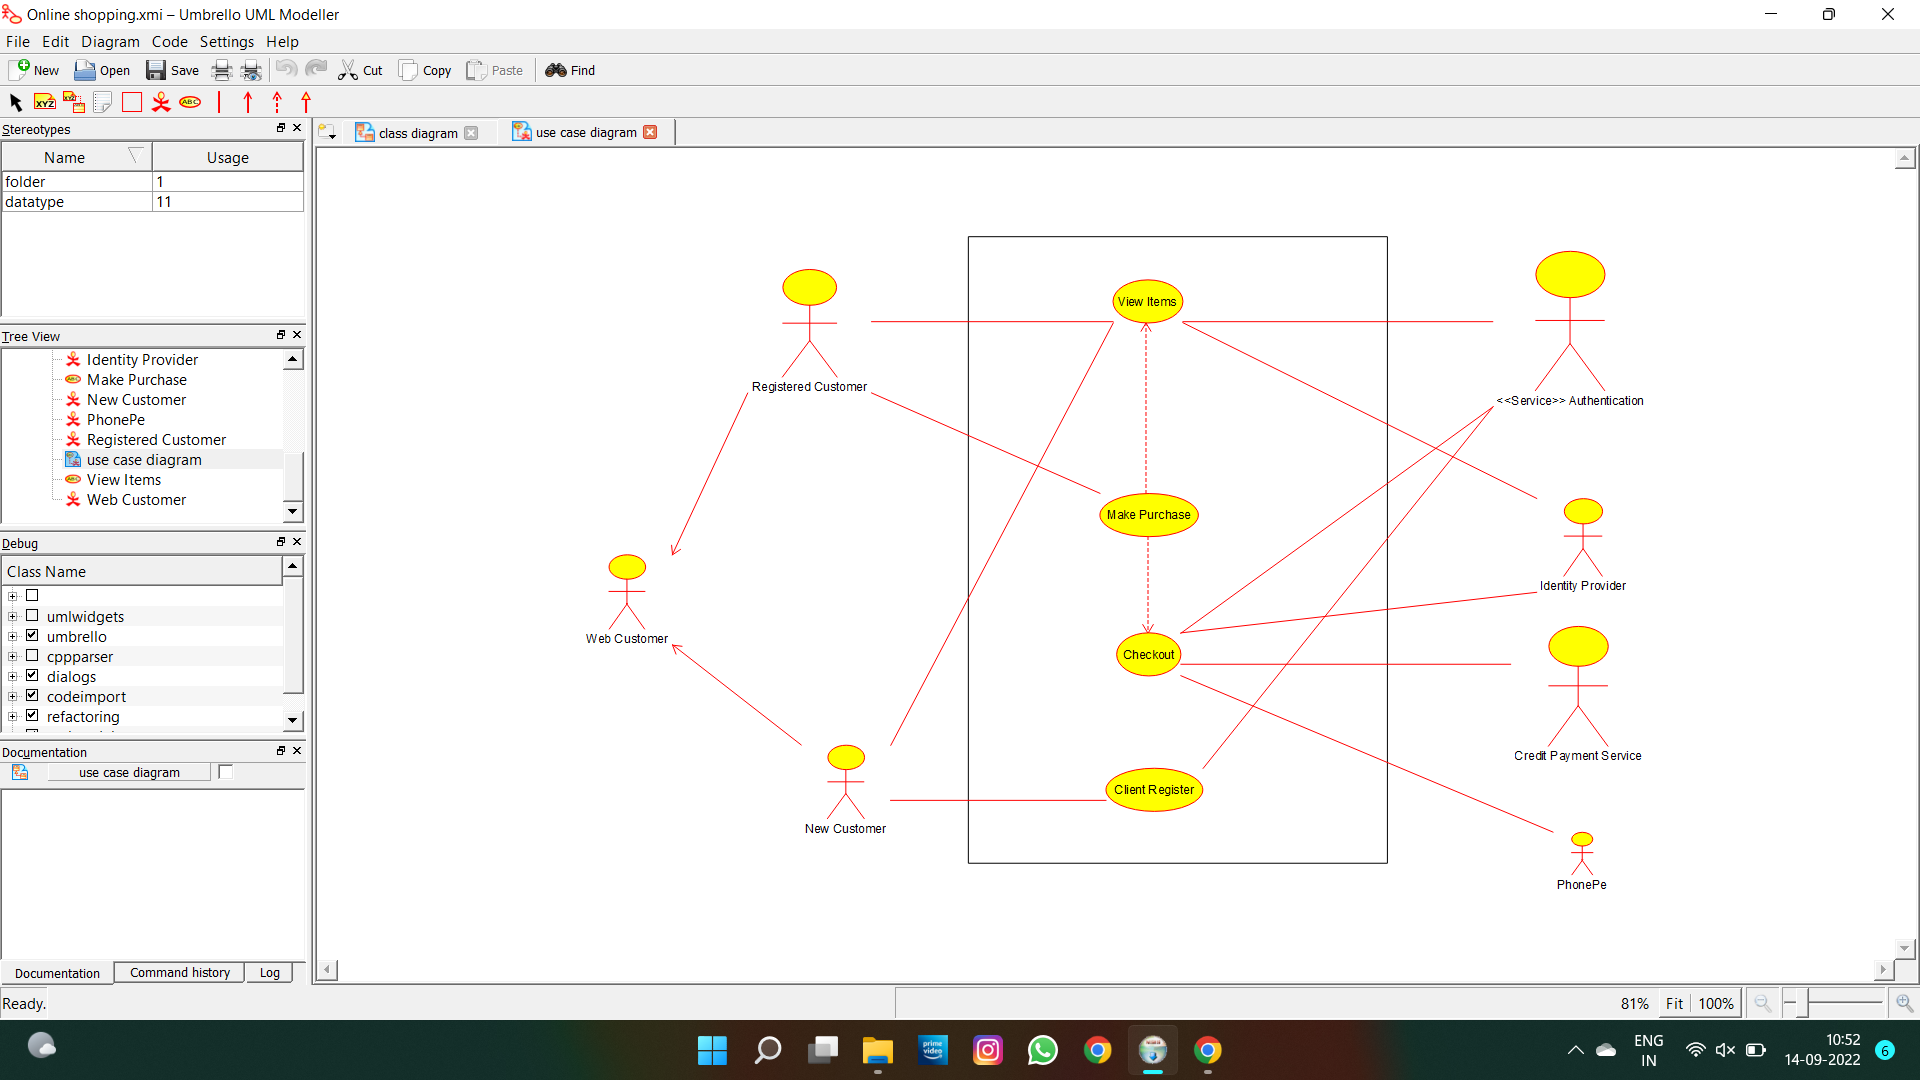 Online shopping.xmi – Umbrello UML Modeller
File Edit Diagram Code Settings Help
New Open Save Cut Copy Paste Find
XYZ XYZ ABC
Stereotypes
Name Usage
folder 1
datatype 11
Tree View
Identity Provider
Make Purchase
New Customer
PhonePe
Registered Customer
use case diagram
View Items
Web Customer
Debug
Class Name
umlwidgets
umbrello
cppparser
dialogs
codeimport
refactoring
Documentation
use case diagram
Documentation Command history Log
Ready.
class diagram use case diagram
View Items
Registered Customer
<<Service>> Authentication
Make Purchase
Identity Provider
Web Customer
Checkout
Credit Payment Service
Client Register
New Customer
PhonePe
81% Fit 100%
prime
video
ENG
IN
10:52
14-09-2022
6